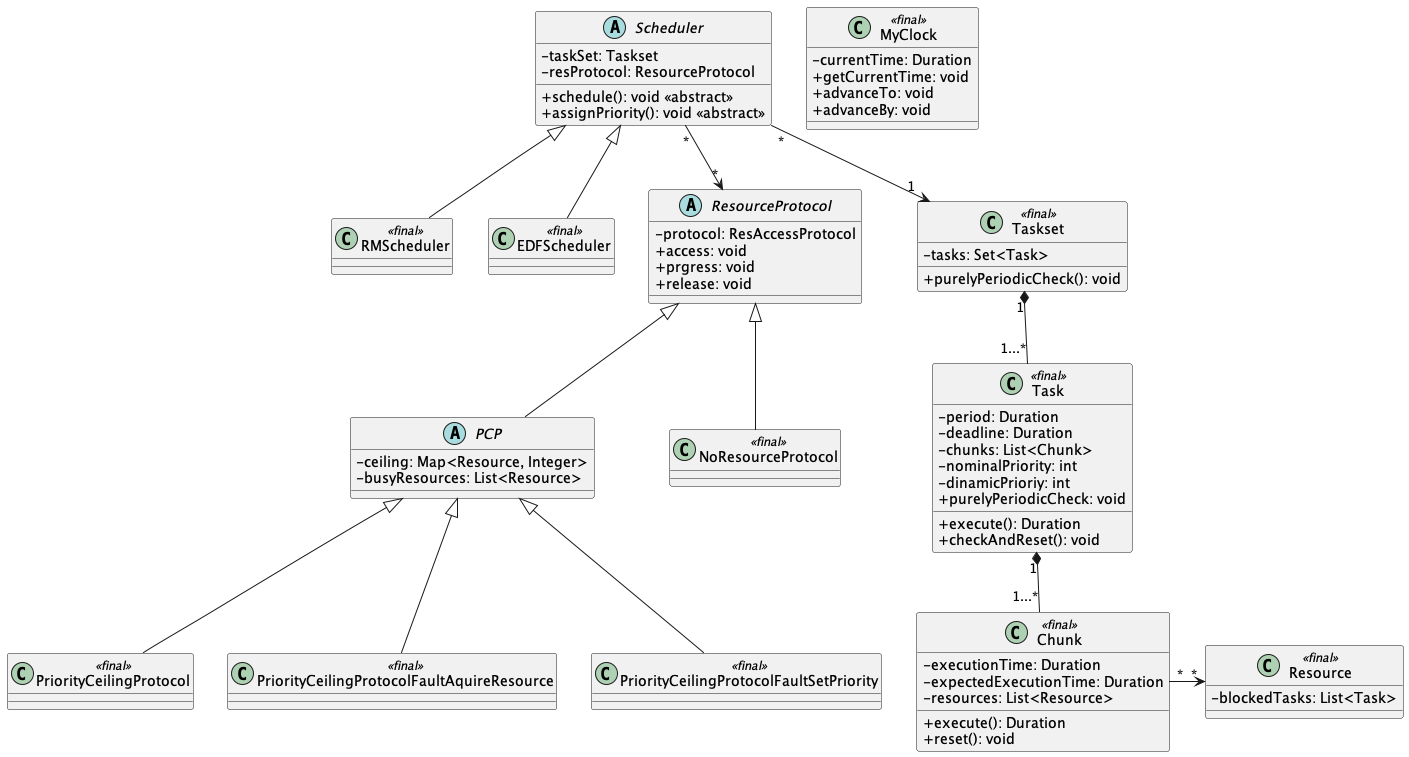 A Scheduler
-taskSet: Taskset
-resProtocol: ResourceProtocol
+schedule(): void «abstract»
+assignPriority(): void «abstract»
C «final»
MyClock
-currentTime: Duration
+getCurrentTime: void
+advanceTo: void
+advanceBy: void
* *
* 1
C «final»
RMScheduler
C «final»
EDFScheduler
A ResourceProtocol
-protocol: ResAccessProtocol
+access: void
+prgress: void
+release: void
C «final»
Taskset
-tasks: Set<Task>
+purelyPeriodicCheck(): void
1
1...*
C «final»
Task
-period: Duration
-deadline: Duration
-chunks: List<Chunk>
-nominalPriority: int
-dinamicPrioriy: int
+purelyPeriodicCheck: void
+execute(): Duration
+checkAndReset(): void
A PCP
-ceiling: Map<Resource, Integer>
-busyResources: List<Resource>
C «final»
NoResourceProtocol
1
1...*
C «final»
PriorityCeilingProtocol
C «final»
PriorityCeilingProtocolFaultAquireResource
C «final»
PriorityCeilingProtocolFaultSetPriority
C «final»
Chunk
-executionTime: Duration
-expectedExecutionTime: Duration
-resources: List<Resource>
+execute(): Duration
+reset(): void
* *
C «final»
Resource
-blockedTasks: List<Task>